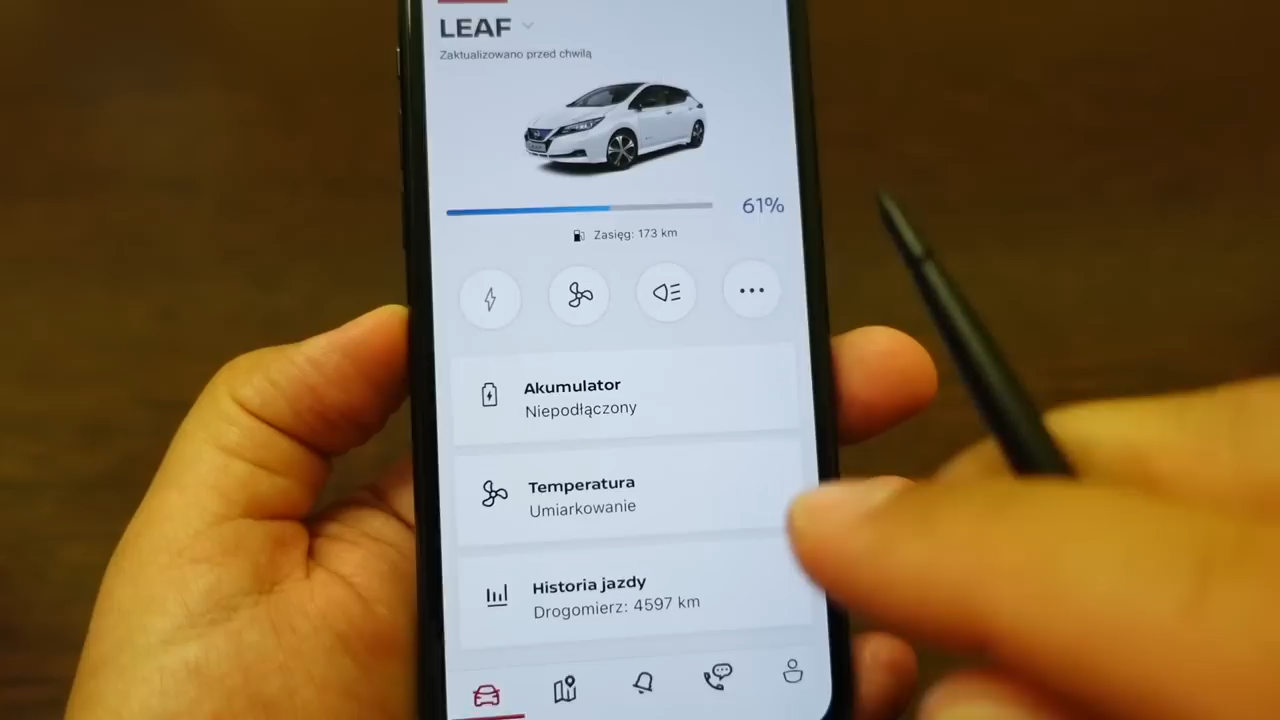 LEAF
Zaktualizowano przed chwilą
61%
Zasięg: 173 km
Akumulator
Niepodłączony
Temperatura
Umiarkowanie
Historia jazdy
Drogomierz: 4597 km